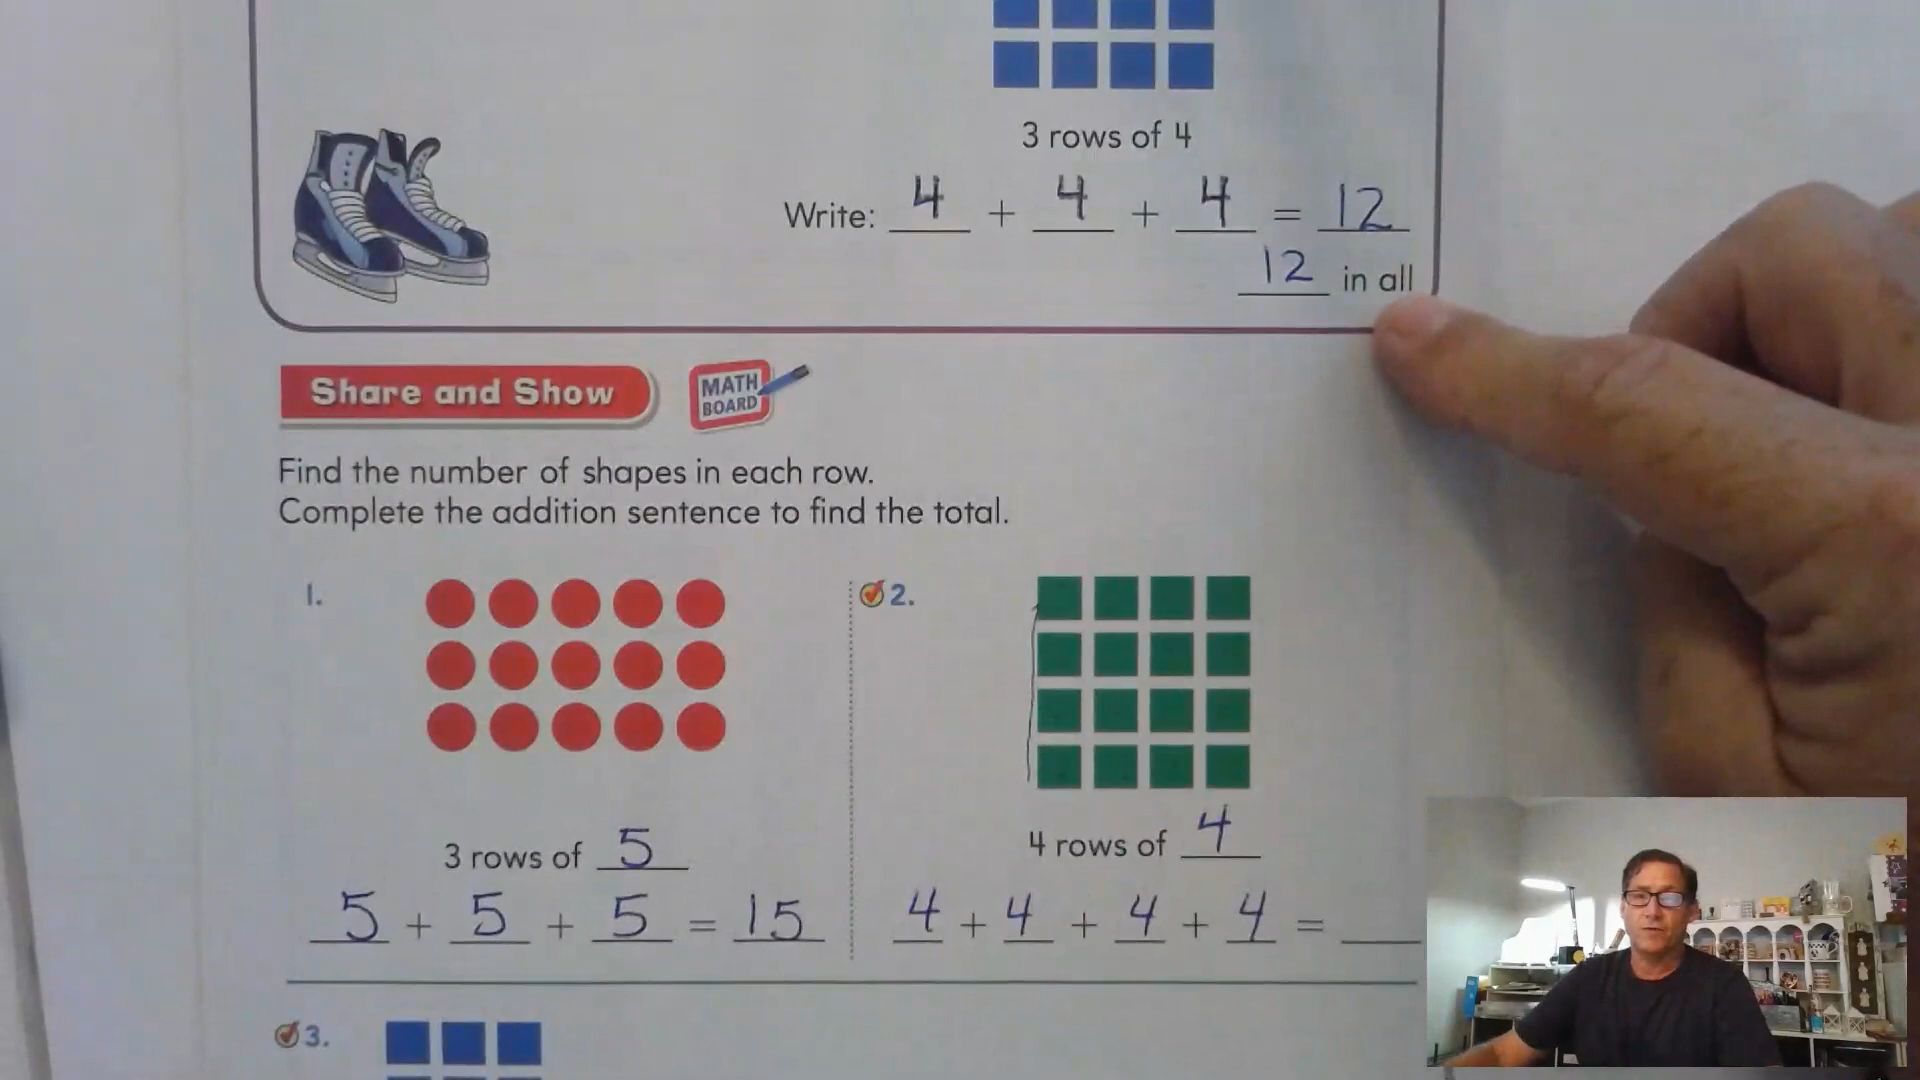 3 rows of 4
Write: 4 + 4 + 4 = 12
12 in all
Share and Show
MATH
BOARD
Find the number of shapes in each row.
Complete the addition sentence to find the total.
1.
3 rows of 5
5 + 5 + 5 = 15
2.
4 rows of 4
4 + 4 + 4 + 4 = ___
3.